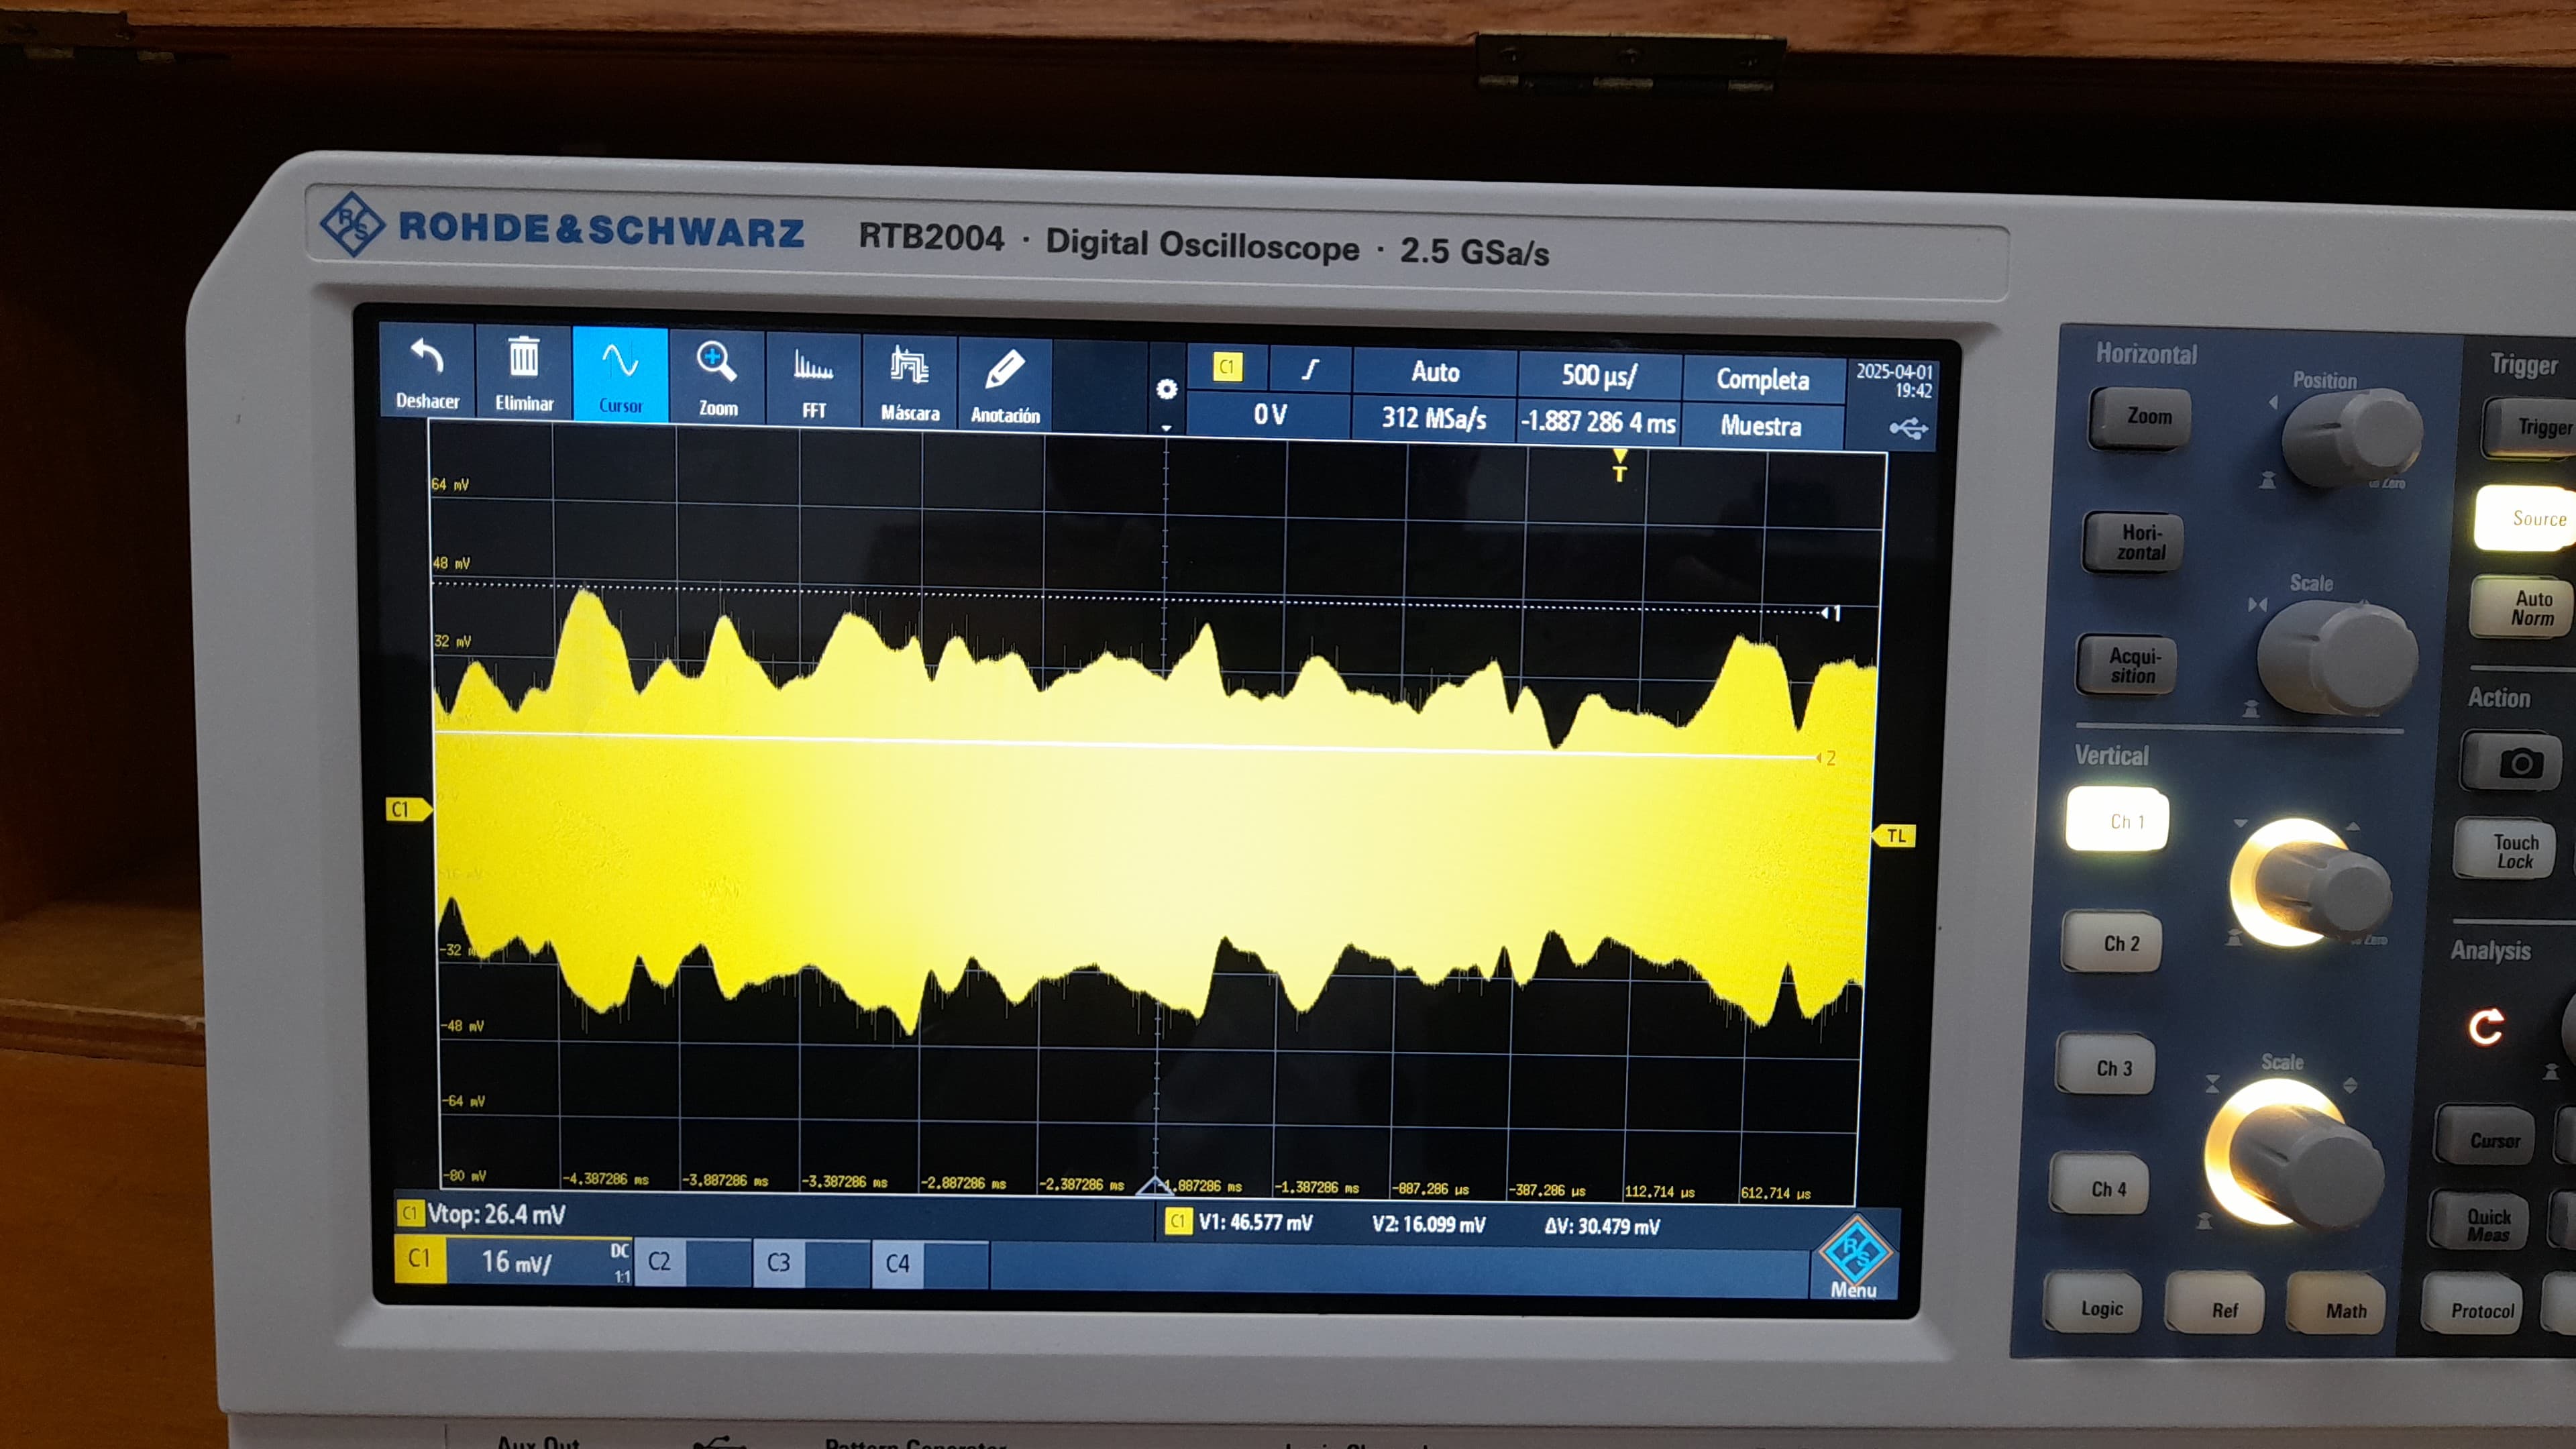 ROHDE&SCHWARZ RTB2004 · Digital Oscilloscope · 2.5 GSa/s
Deshacer Eliminar Cursor Zoom FFT Máscara Anotación
C1 Auto 500 µs/ Completa 2025-04-01
19:42
0 V 312 MSa/s -1.887 286 4 ms Muestra
T
64 mV
48 mV
1
32 mV
2
C1
TL
-32
-48 mV
-64 mV
-80 mV -4.387286 ms -3.887286 ms -3.387286 ms -2.887286 ms -2.387286 ms 1.887286 ms -1.387286 ms -887.286 µs -387.286 µs 112.714 µs 612.714 µs
C1 Vtop: 26.4 mV C1 V1: 46.577 mV V2: 16.099 mV ΔV: 30.479 mV
C1 16 mV/ DC
1:1
C2 C3 C4
Menu
Horizontal
Position
Zoom
Hori-
zontal
Scale
Acqui-
sition
Vertical
Ch 1
Ch 2
Ch 3
Scale
Ch 4
Logic Ref Math
Trigger
Trigger
Source
Auto
Norm
Action
Touch
Lock
Analysis
Cursor
Quick
Meas
Protocol
Aux Out